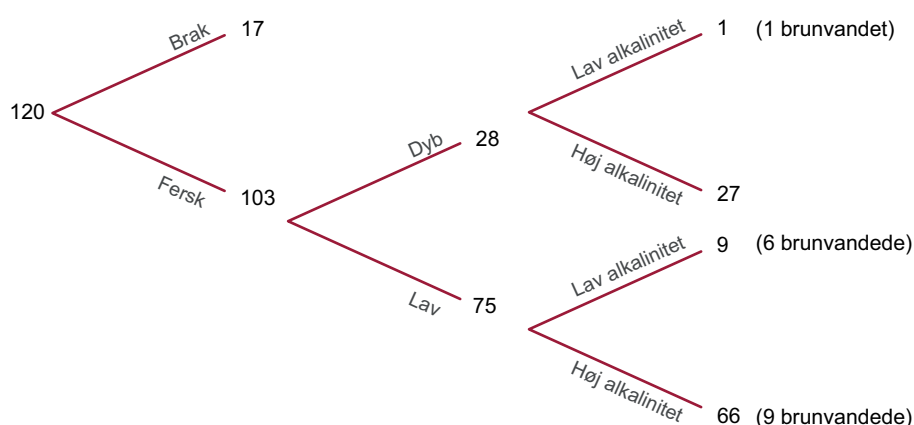 Brak 17
Lav alkalinitet 1 (1 brunvandet)
120
Dyb 28
Høj alkalinitet 27
Fersk 103
Lav alkalinitet 9 (6 brunvandede)
Lav 75
Høj alkalinitet 66 (9 brunvandede)